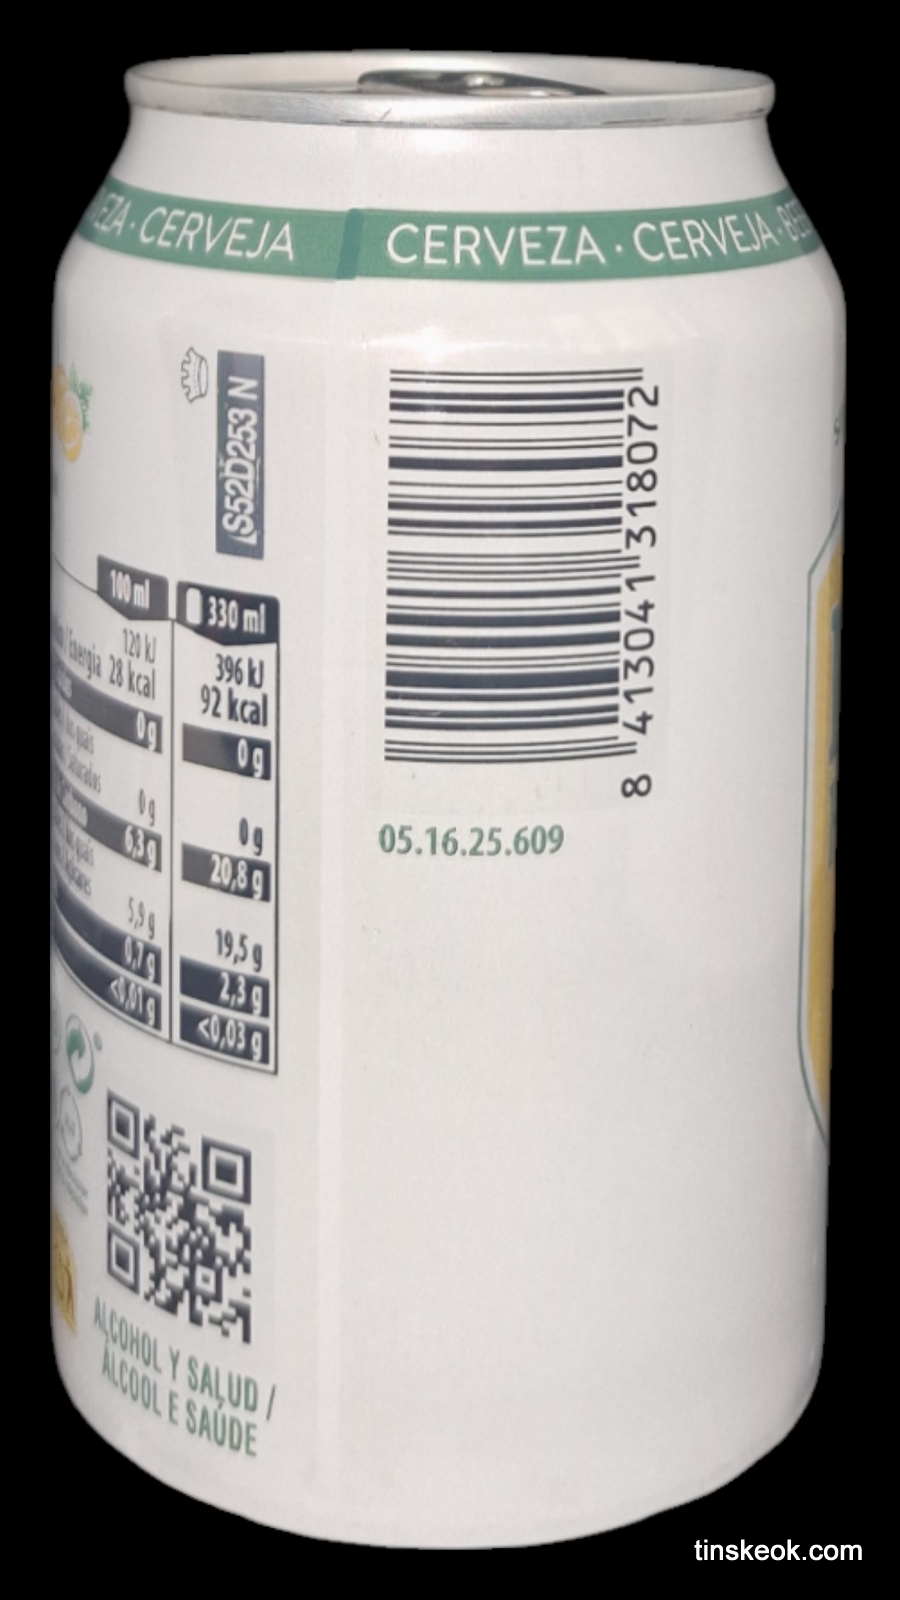 CERVEJA
CERVEZA · CERVEJA ·
S52D253 N
8 413041 318072
05.16.25.609
100 ml 330 ml
120 kJ 396 kJ
Energia 28 kcal 92 kcal
0 g 0 g
0 g 0 g
6,3 g 20,8 g
5,9 g 19,5 g
0,7 g 2,3 g
<0,01 g <0,03 g
ALCOHOL Y SALUD /
ÁLCOOL E SAÚDE
tinskeok.com